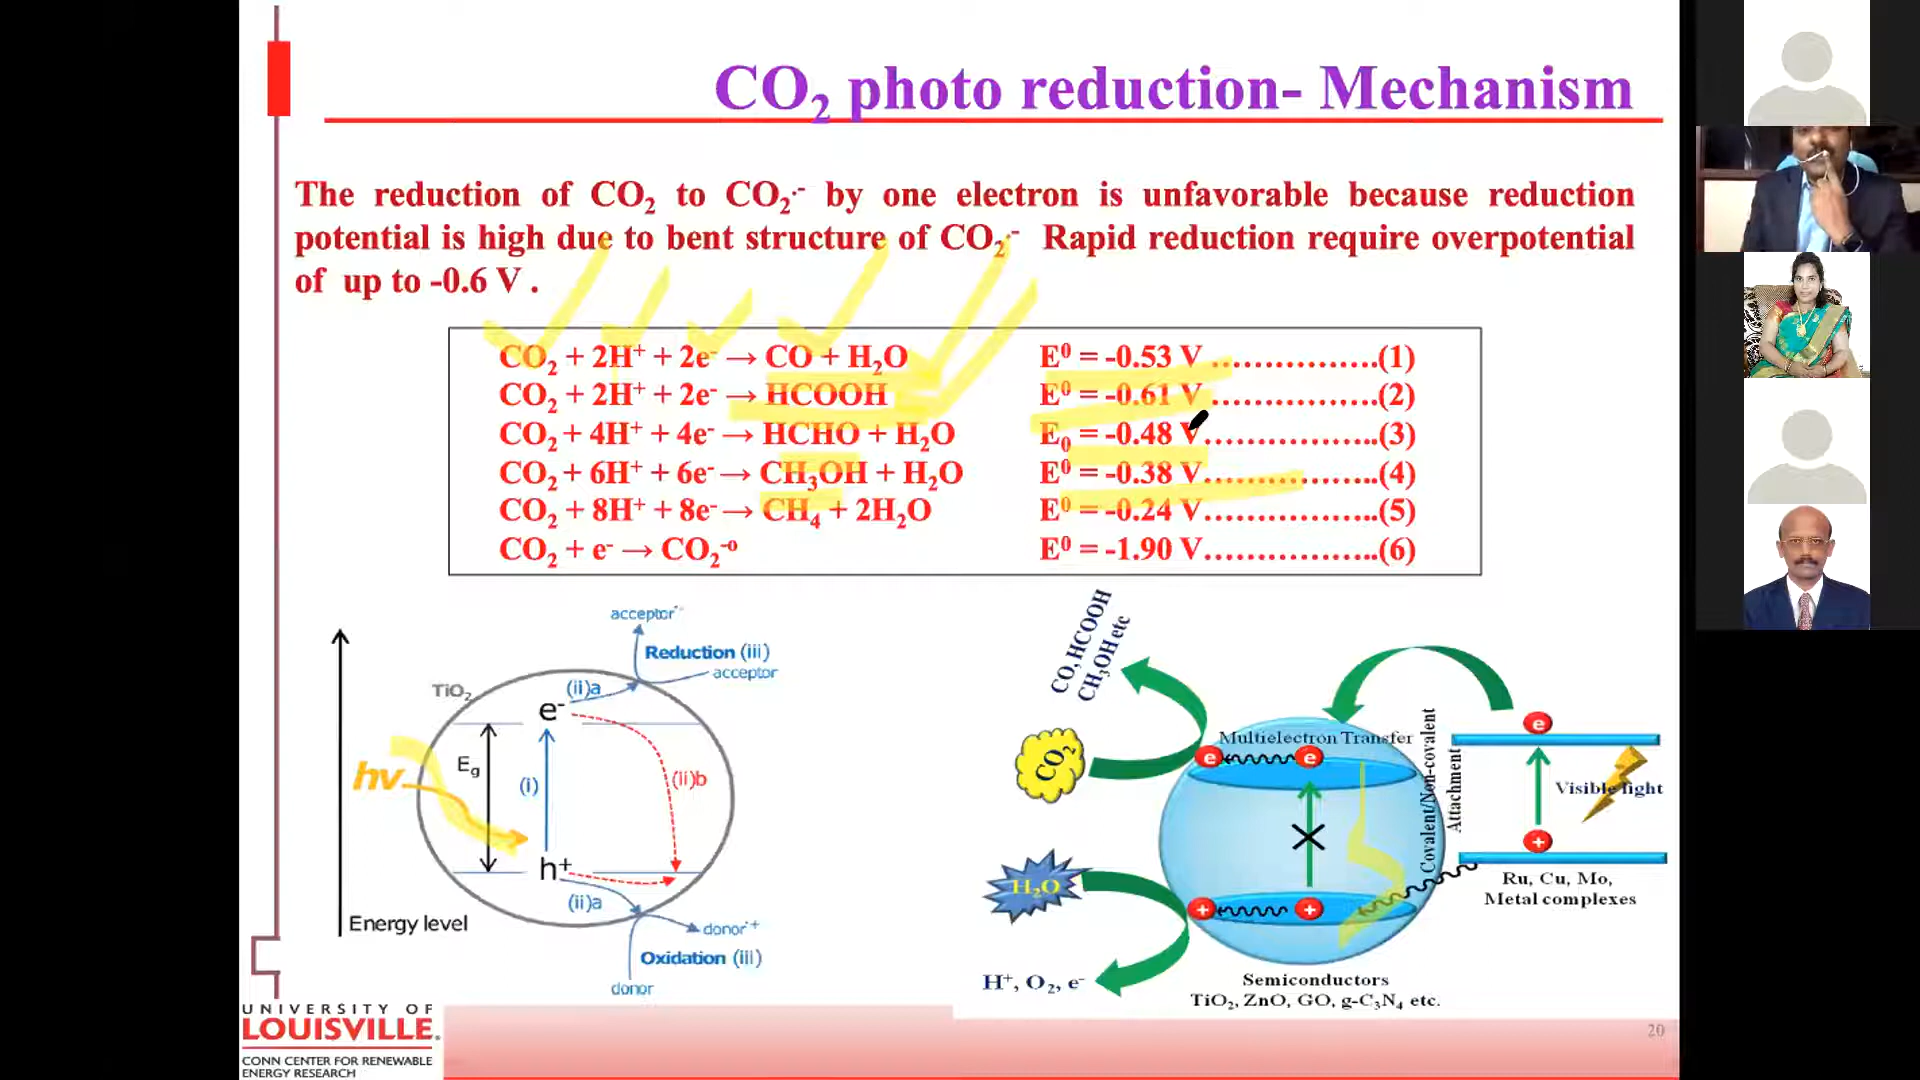 CO₂ photo reduction- Mechanism
The reduction of CO₂ to CO₂·⁻ by one electron is unfavorable because reduction
potential is high due to bent structure of CO₂·⁻ Rapid reduction require overpotential
of up to -0.6 V .
CO₂ + 2H⁺ + 2e⁻ → CO + H₂O E⁰ = -0.53 V ................(1)
CO₂ + 2H⁺ + 2e⁻ → HCOOH E⁰ = -0.61 V ................(2)
CO₂ + 4H⁺ + 4e⁻ → HCHO + H₂O E₀ = -0.48 V.................(3)
CO₂ + 6H⁺ + 6e⁻ → CH₃OH + H₂O E⁰ = -0.38 V.................(4)
CO₂ + 8H⁺ + 8e⁻ → CH₄ + 2H₂O E⁰ = -0.24 V.................(5)
CO₂ + e⁻ → CO₂⁻º E⁰ = -1.90 V.................(6)
acceptor·⁻
Reduction (iii)
acceptor
TiO₂
(ii)a
e⁻
Eg
(i)
(ii)b
hv
h⁺
(ii)a
Energy level
donor·⁺
Oxidation (iii)
donor
CO, HCOOH
CH₃OH etc
CO₂
Multielectron Transfer
e
e
e
Covalent/Non-covalent
Attachment
Visible light
H₂O
+
+
+
Ru, Cu, Mo,
Metal complexes
H⁺, O₂, e⁻
Semiconductors
TiO₂, ZnO, GO, g-C₃N₄ etc.
UNIVERSITY OF
LOUISVILLE.
CONN CENTER FOR RENEWABLE
ENERGY RESEARCH
20